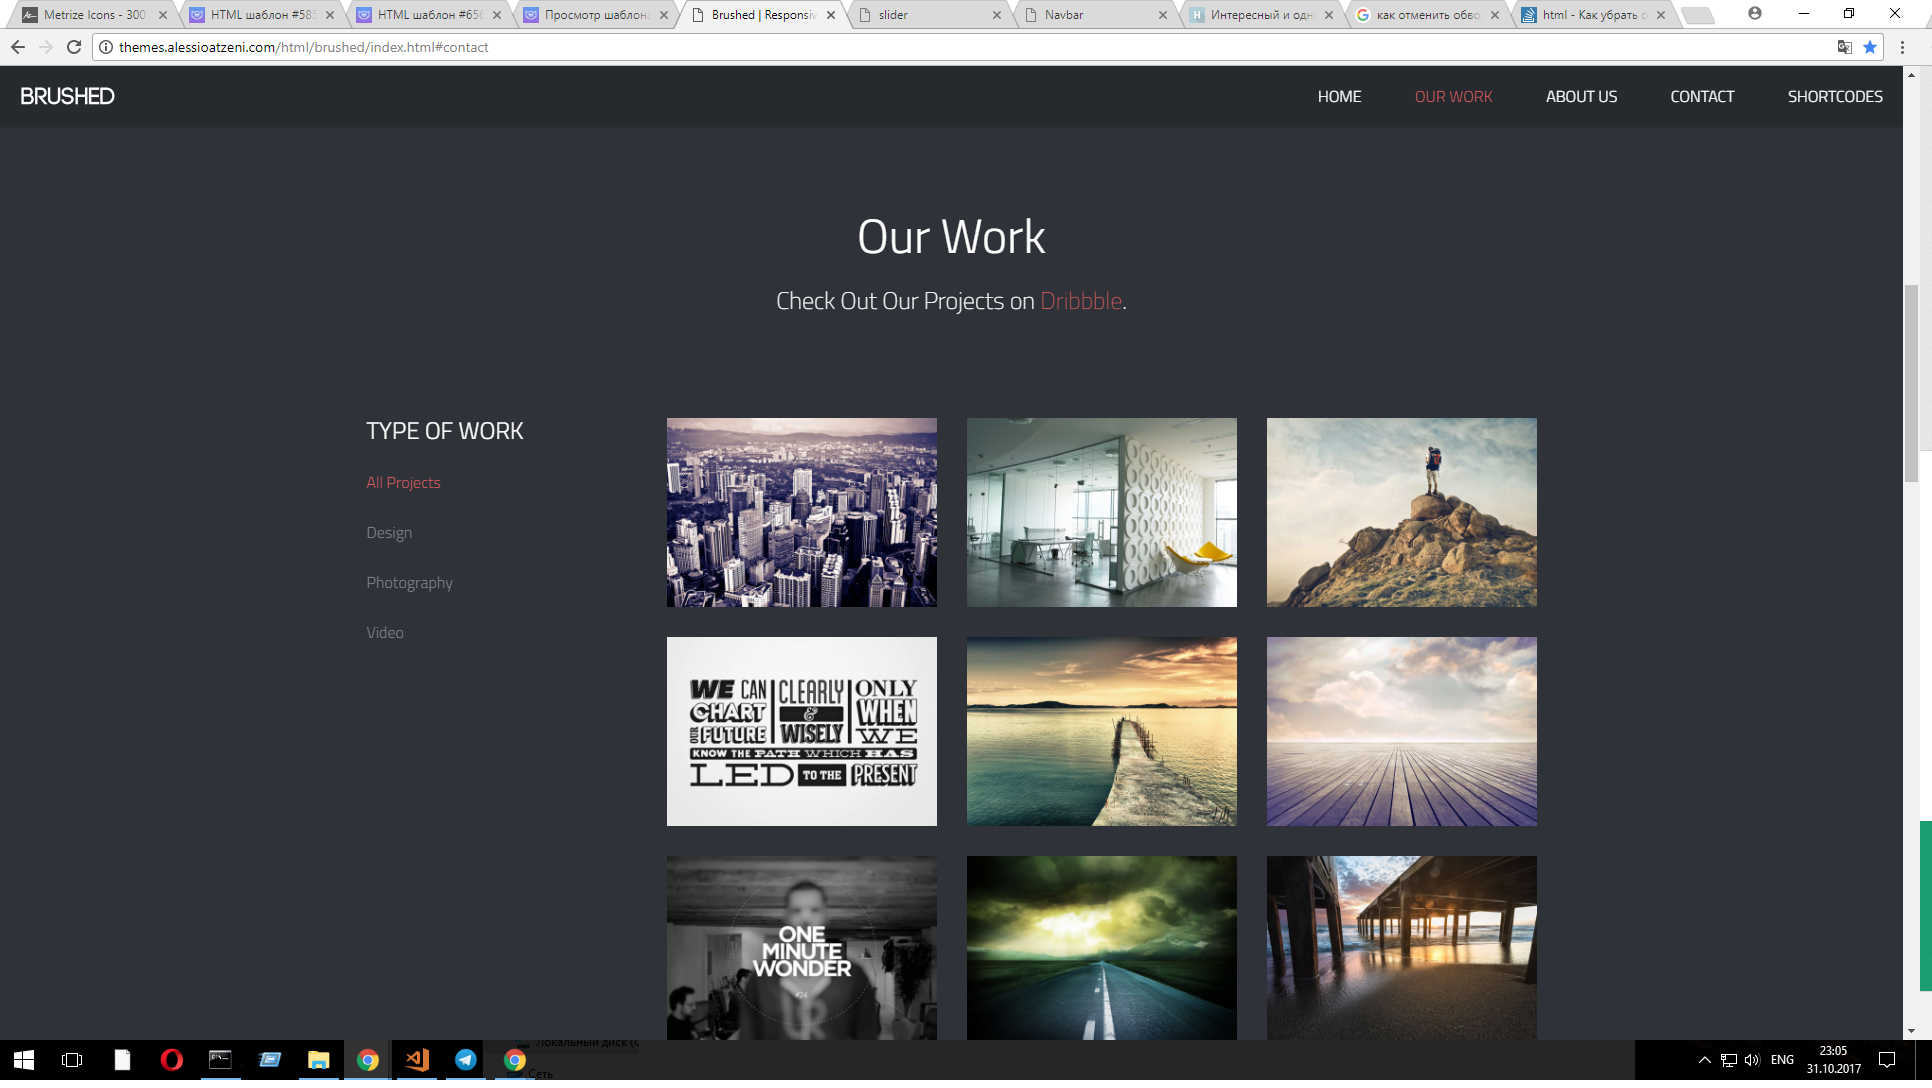 Metrize Icons - 300
HTML шаблон #585
HTML шаблон #656
Просмотр шаблона
Brushed | Responsiv
slider
Navbar
Интересный и одн
как отменить обво
html - Как убрать о
themes.alessioatzeni.com/html/brushed/index.html#contact
BRUSHED
HOME
OUR WORK
ABOUT US
CONTACT
SHORTCODES
Our Work
Check Out Our Projects on Dribbble.
TYPE OF WORK
All Projects
Design
Photography
Video
WE CAN CHART OUR FUTURE
CLEARLY & WISELY
ONLY WHEN WE
KNOW THE PATH WHICH HAS
LED TO THE PRESENT
ONE
MINUTE
WONDER
#24
Локальный диск (C
Сеть
ENG
23:05
31.10.2017